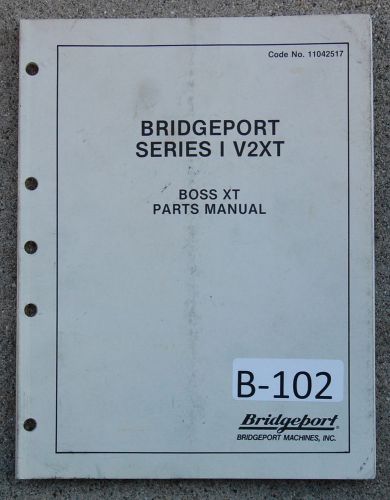 Code No. 11042517
BRIDGEPORT
SERIES I V2XT
BOSS XT
PARTS MANUAL
B-102
Bridgeport®
BRIDGEPORT MACHINES, INC.